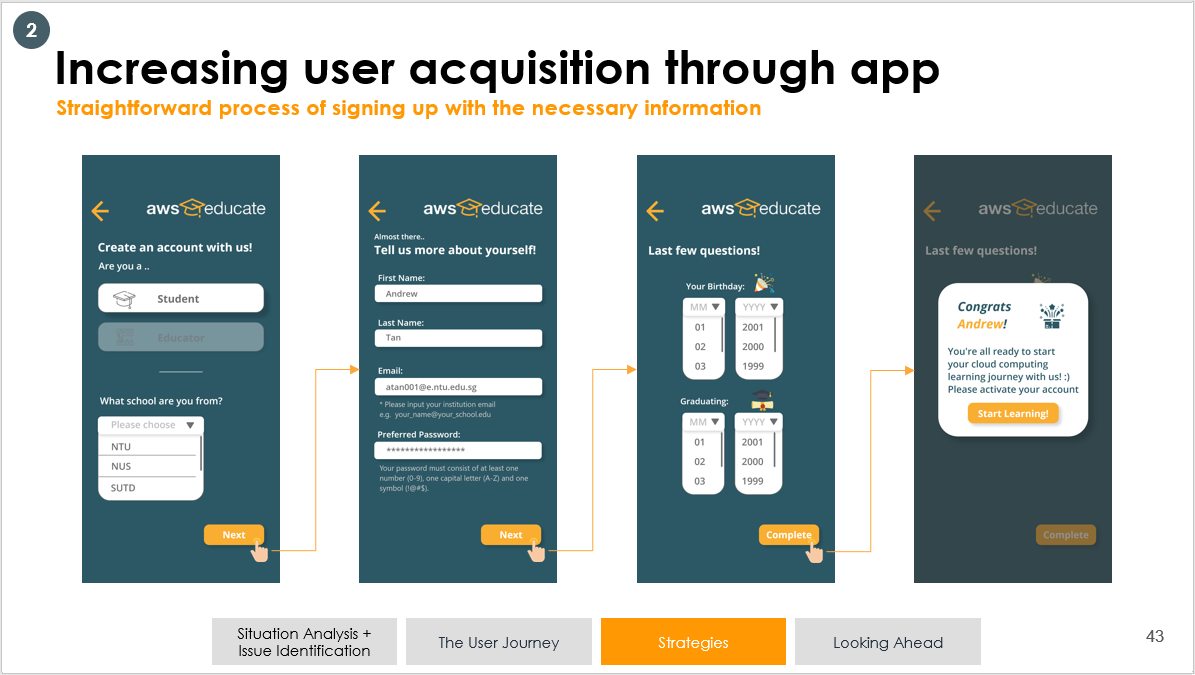 2
Increasing user acquisition through app
Straightforward process of signing up with the necessary information
aws educate
Create an account with us!
Are you a ..
Student
Educator
What school are you from?
Please choose
NTU
NUS
SUTD
Next
aws educate
Almost there..
Tell us more about yourself!
First Name:
Andrew
Last Name:
Tan
Email:
atan001@e.ntu.edu.sg
* Please input your institution email
e.g. your_name@your_school.edu
Preferred Password:
*****************
Your password must consist of at least one
number (0-9), one capital letter (A-Z) and one
symbol (!@#$).
Next
aws educate
Last few questions!
Your Birthday:
MM YYYY
01 2001
02 2000
03 1999
Graduating:
MM YYYY
01 2001
02 2000
03 1999
Complete
aws educate
Last few questions!
Congrats
Andrew!
You're all ready to start
your cloud computing
learning journey with us! :)
Please activate your account
Start Learning!
Complete
Situation Analysis +
Issue Identification
The User Journey
Strategies
Looking Ahead
43